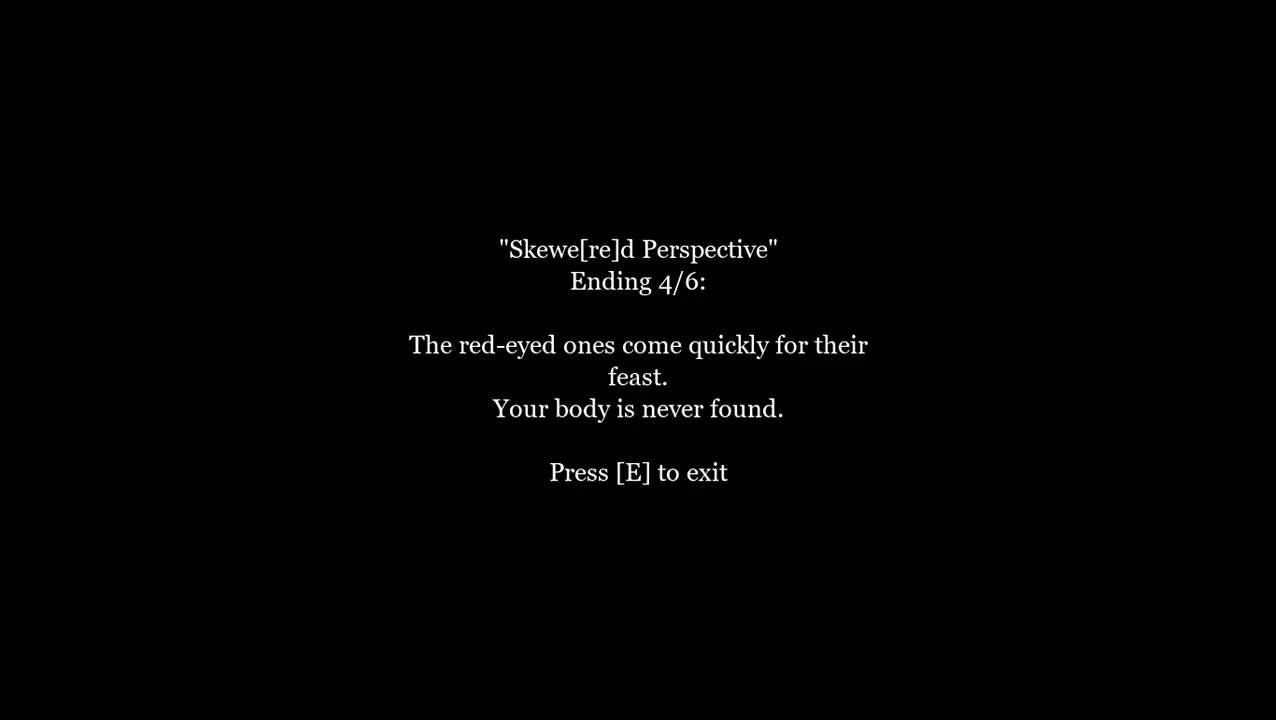 "Skewe[re]d Perspective"
Ending 4/6:
The red-eyed ones come quickly for their
feast.
Your body is never found.
Press [E] to exit